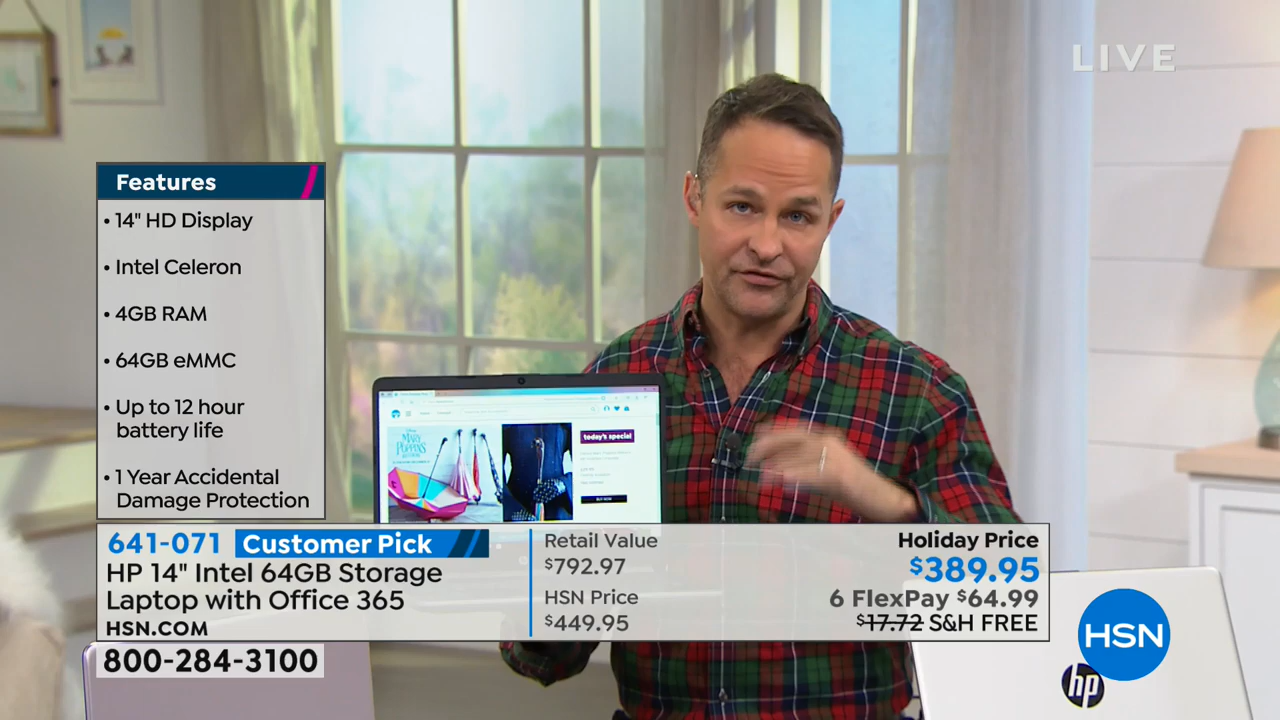 LIVE
Features
• 14" HD Display
• Intel Celeron
• 4GB RAM
• 64GB eMMC
• Up to 12 hour
battery life
• 1 Year Accidental
Damage Protection
MARY
POPPINS
today's special
BUY NOW
641-071 Customer Pick
HP 14" Intel 64GB Storage
Laptop with Office 365
HSN.COM
800-284-3100
Retail Value
$792.97
HSN Price
$449.95
Holiday Price
$389.95
6 FlexPay $64.99
$17.72 S&H FREE
HSN
hp